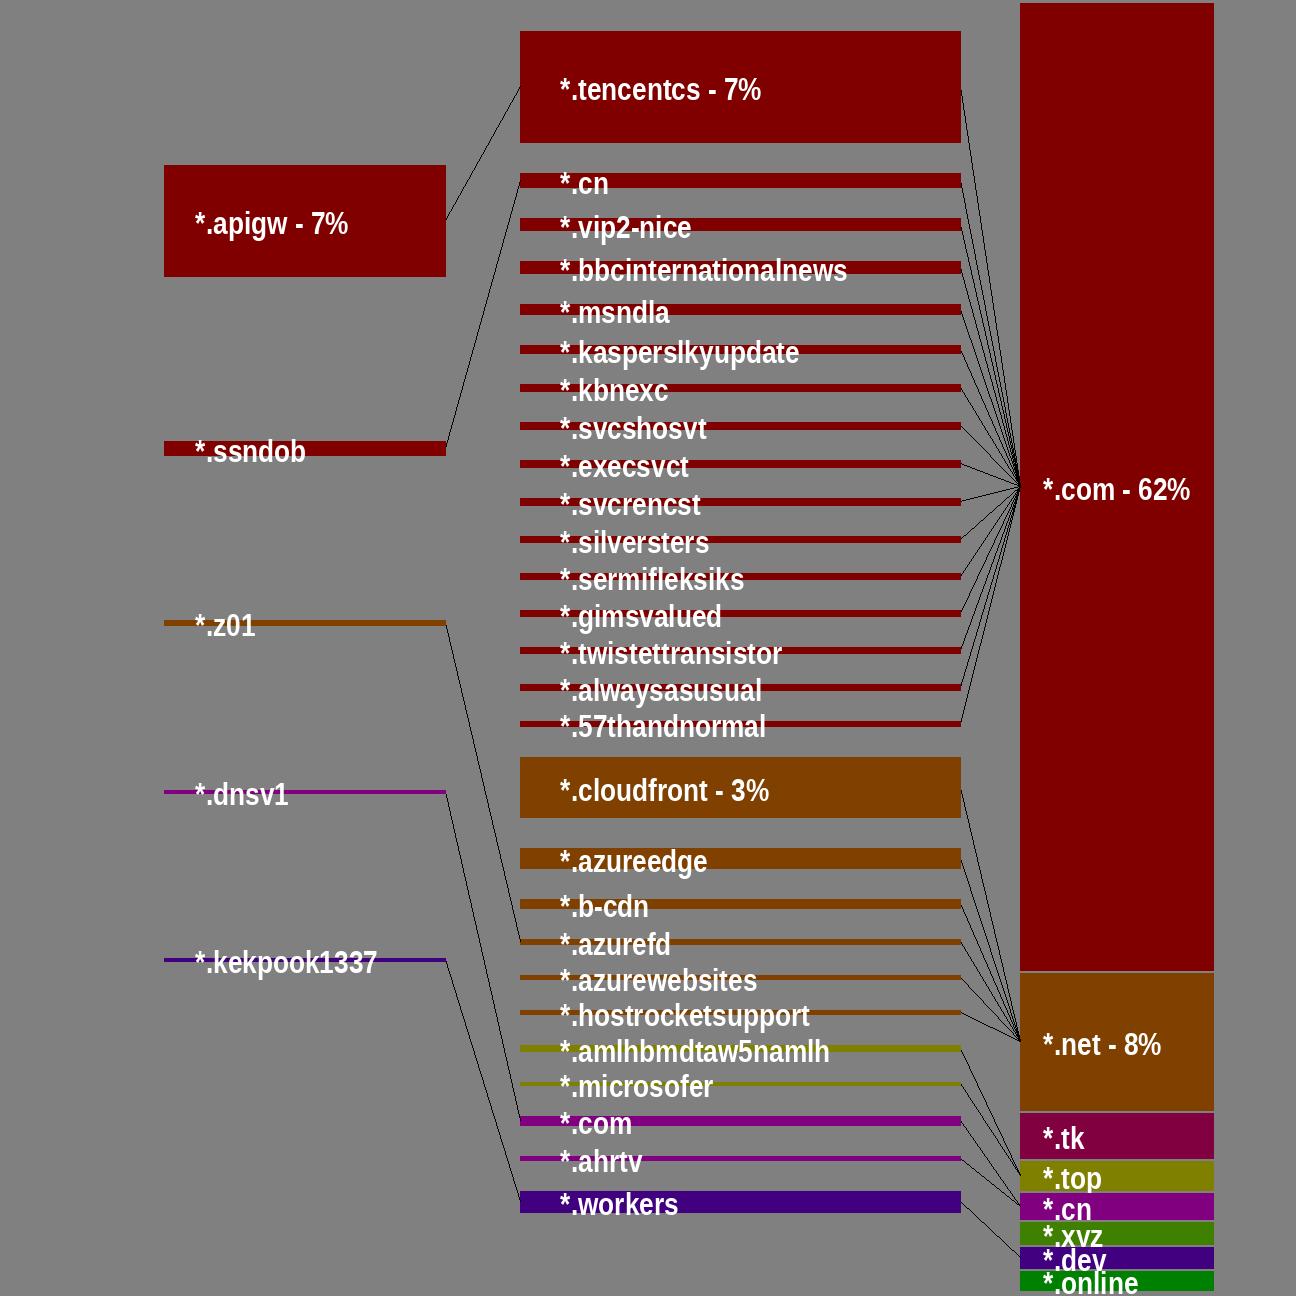 *.apigw - 7%
*.ssndob
*.z01
*.dnsv1
*.kekpook1337
*.tencentcs - 7%
*.cn
*.vip2-nice
*.bbcinternationalnews
*.msndla
*.kasperslkyupdate
*.kbnexc
*.svcshosvt
*.execsvct
*.svcrencst
*.silversters
*.sermifleksiks
*.gimsvalued
*.twistettransistor
*.alwaysasusual
*.57thandnormal
*.cloudfront - 3%
*.azureedge
*.b-cdn
*.azurefd
*.azurewebsites
*.hostrocketsupport
*.amlhbmdtaw5namlh
*.microsofer
*.com
*.ahrtv
*.workers
*.com - 62%
*.net - 8%
*.tk
*.top
*.cn
*.xyz
*.dev
*.online